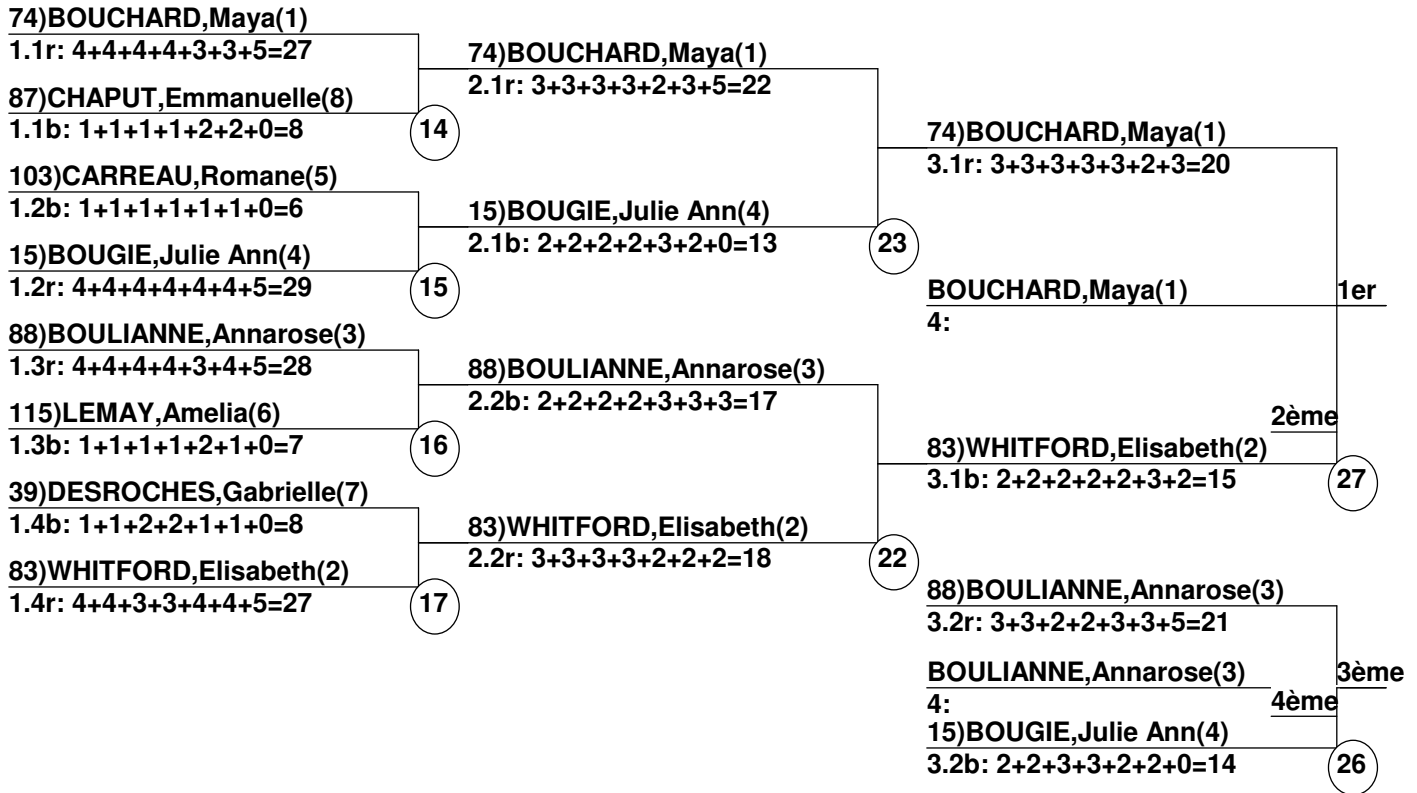 74)BOUCHARD,Maya(1)
1.1r: 4+4+4+4+3+3+5=27
87)CHAPUT,Emmanuelle(8)
1.1b: 1+1+1+1+2+2+0=8
14
103)CARREAU,Romane(5)
1.2b: 1+1+1+1+1+1+0=6
15)BOUGIE,Julie Ann(4)
1.2r: 4+4+4+4+4+4+5=29
15
88)BOULIANNE,Annarose(3)
1.3r: 4+4+4+4+3+4+5=28
115)LEMAY,Amelia(6)
1.3b: 1+1+1+1+2+1+0=7
16
39)DESROCHES,Gabrielle(7)
1.4b: 1+1+2+2+1+1+0=8
83)WHITFORD,Elisabeth(2)
1.4r: 4+4+3+3+4+4+5=27
17
74)BOUCHARD,Maya(1)
2.1r: 3+3+3+3+2+3+5=22
15)BOUGIE,Julie Ann(4)
2.1b: 2+2+2+2+3+2+0=13
23
88)BOULIANNE,Annarose(3)
2.2b: 2+2+2+2+3+3+3=17
83)WHITFORD,Elisabeth(2)
2.2r: 3+3+3+3+2+2+2=18
22
74)BOUCHARD,Maya(1)
3.1r: 3+3+3+3+3+2+3=20
BOUCHARD,Maya(1)
1er
4:
2ème
83)WHITFORD,Elisabeth(2)
3.1b: 2+2+2+2+2+3+2=15
27
88)BOULIANNE,Annarose(3)
3.2r: 3+3+2+2+3+3+5=21
BOULIANNE,Annarose(3)
3ème
4:
4ème
15)BOUGIE,Julie Ann(4)
3.2b: 2+2+3+3+2+2+0=14
26